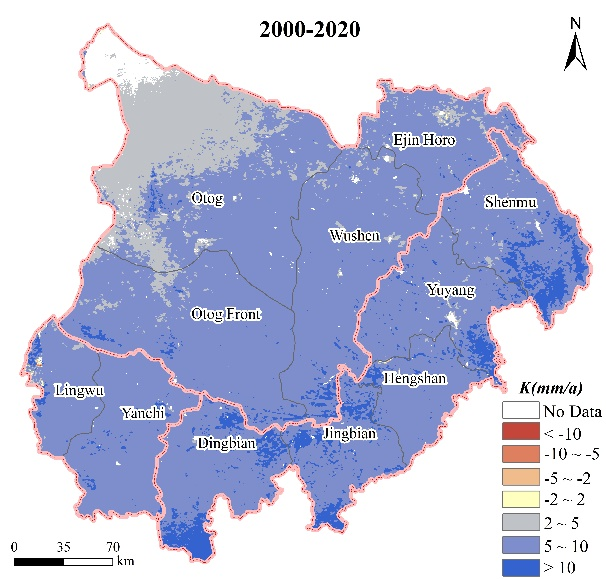 2000-2020
N
Ejin Horo
Otog
Shenmu
Wushen
Yuyang
Otog Front
Hengshan
Lingwu
Yanchi
Jingbian
Dingbian
K(mm/a)
No Data
< -10
-10 ~ -5
-5 ~ -2
-2 ~ 2
2 ~ 5
5 ~ 10
> 10
0 35 70
km